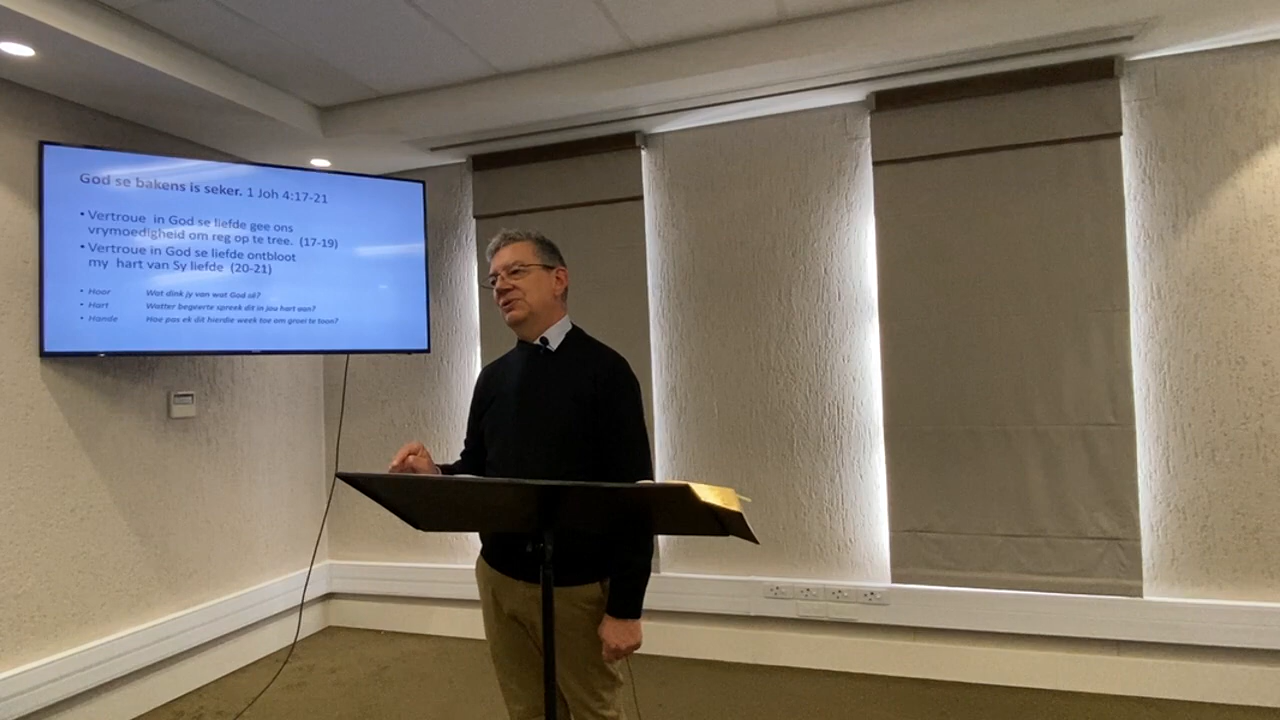 God se bakens is seker. 1 Joh 4:17-21
• Vertroue in God se liefde gee ons
vrymoedigheid om reg op te tree. (17-19)
• Vertroue in God se liefde ontbloot
my hart van Sy liefde (20-21)
• Hoor Wat dink jy van wat God sê?
• Hart Watter begeerte spreek dit in jou hart aan?
• Hande Hoe pas ek dit hierdie week toe om groei te toon?